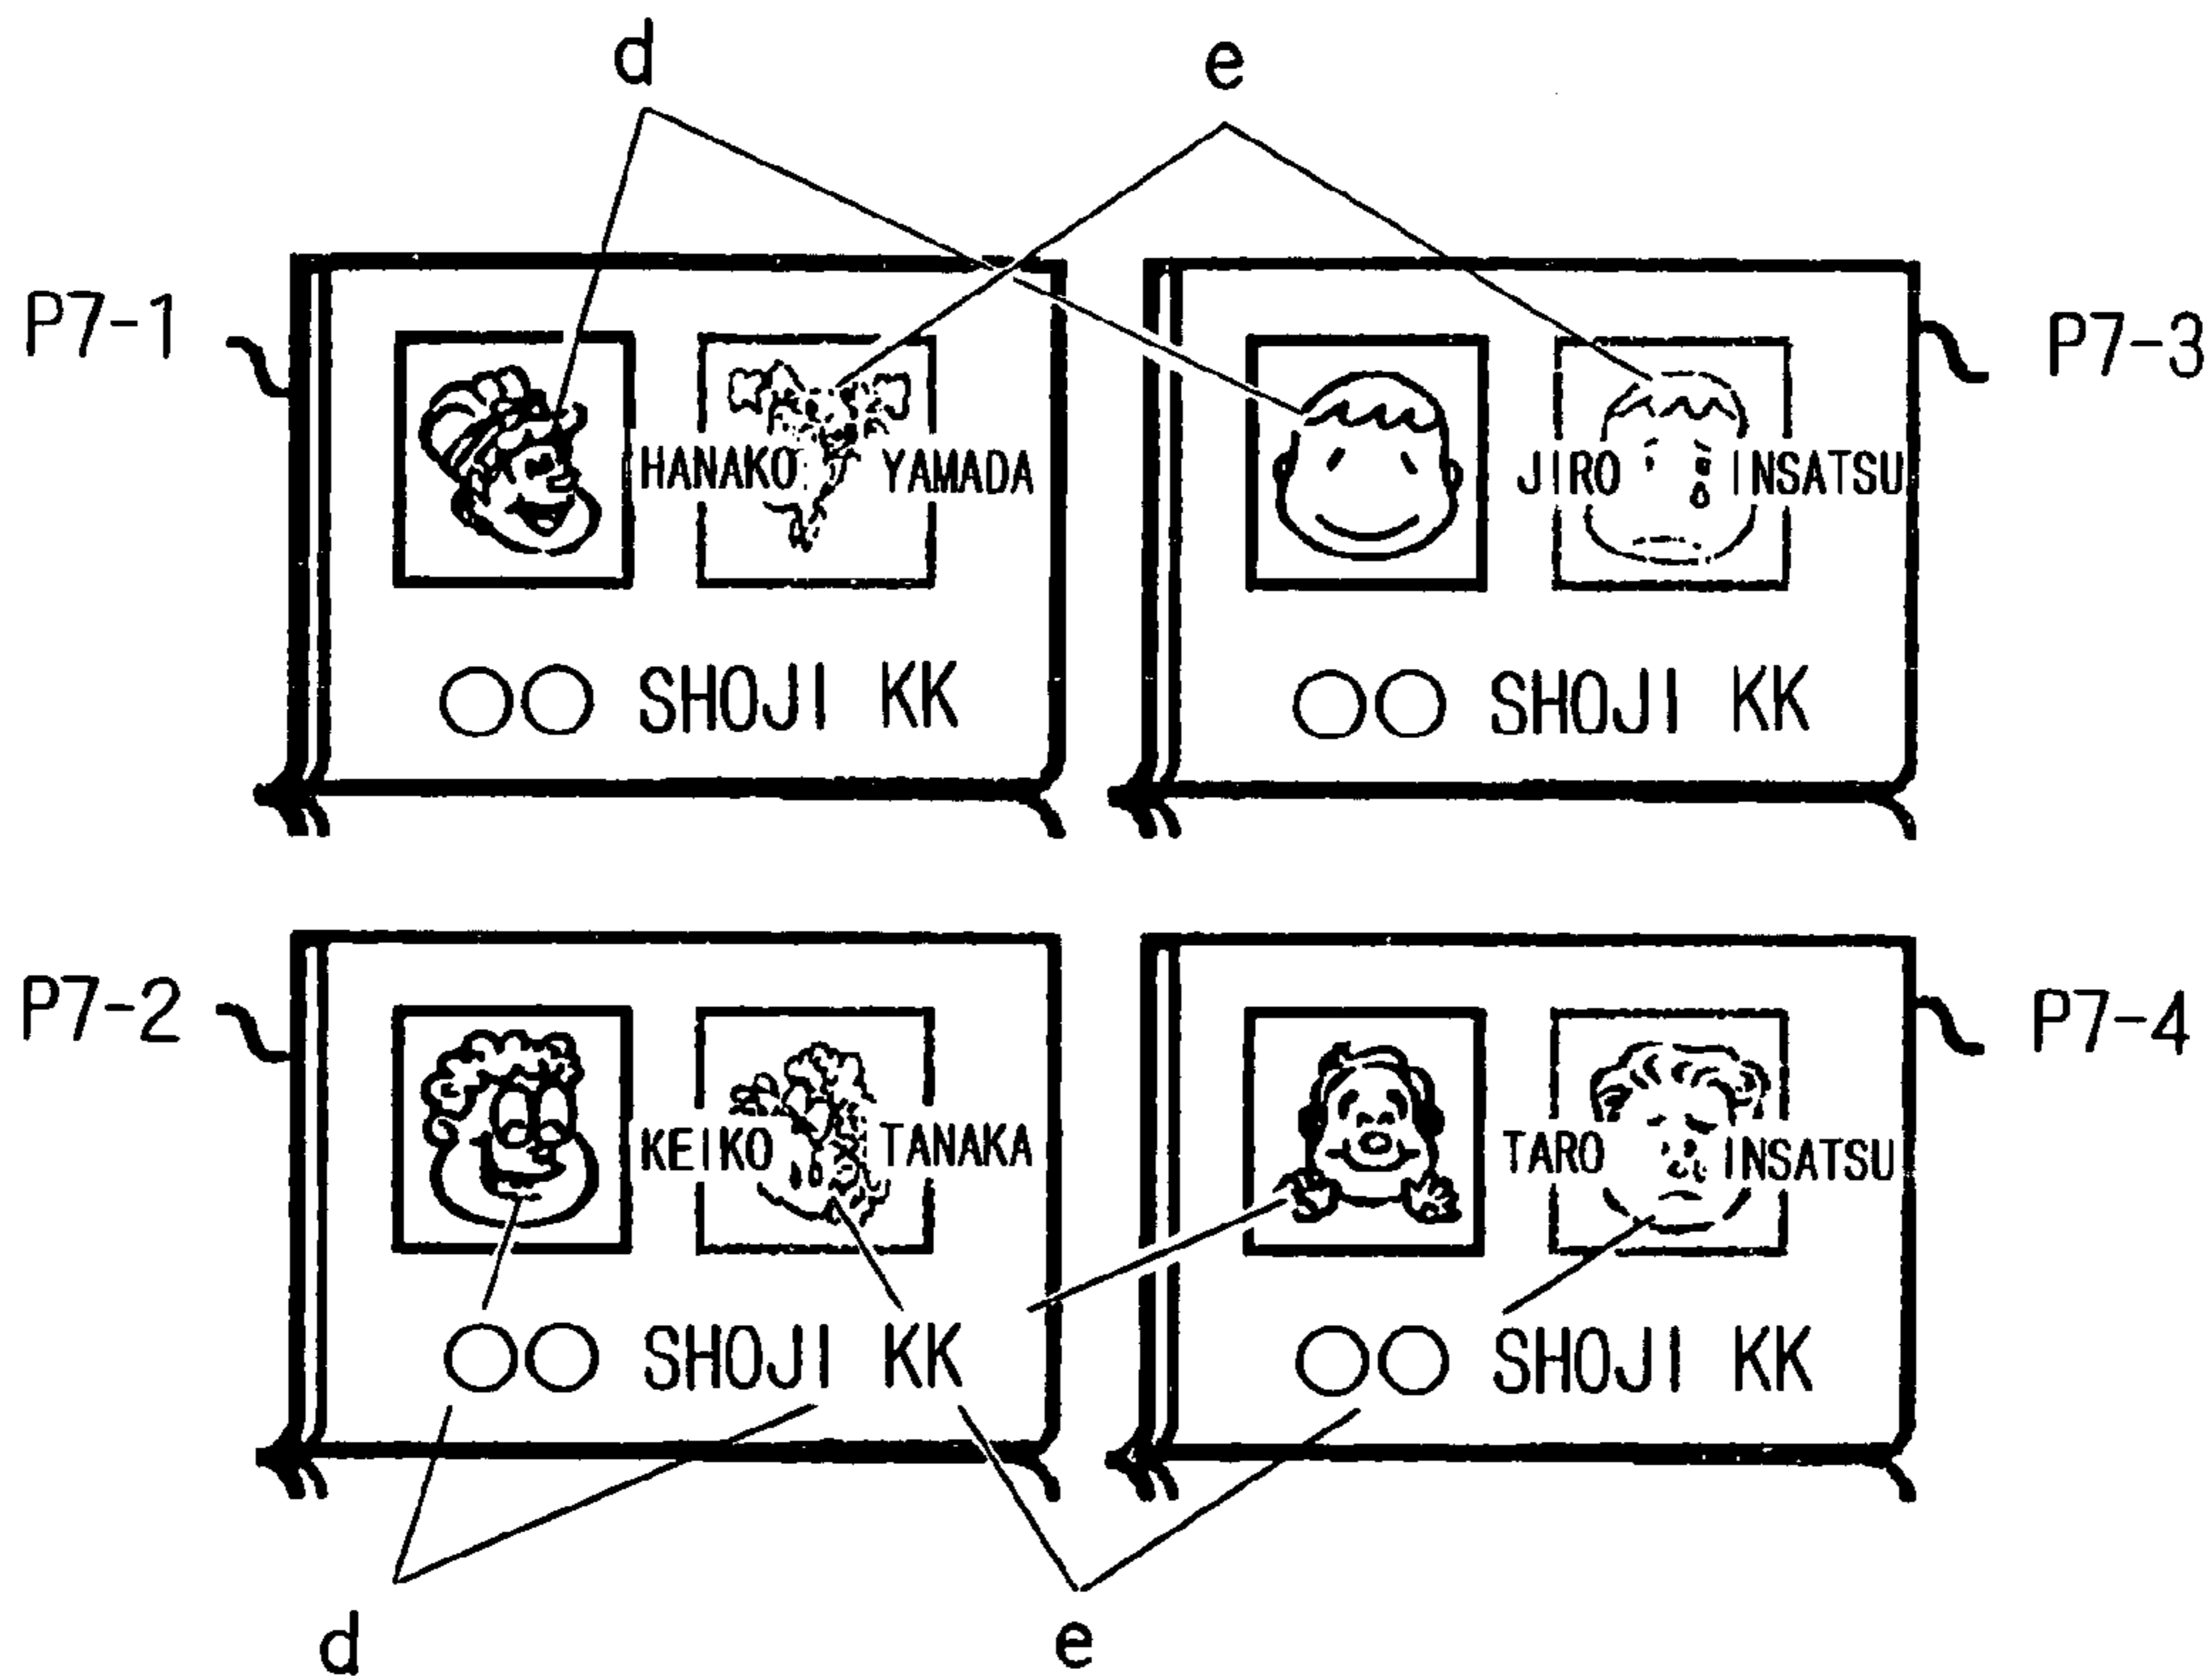 d e
P7-1 P7-3
HANAKO YAMADA JIRO INSATSU
○○ SHOJI KK ○○ SHOJI KK
P7-2 P7-4
KEIKO TANAKA TARO INSATSU
○○ SHOJI KK ○○ SHOJI KK
d e